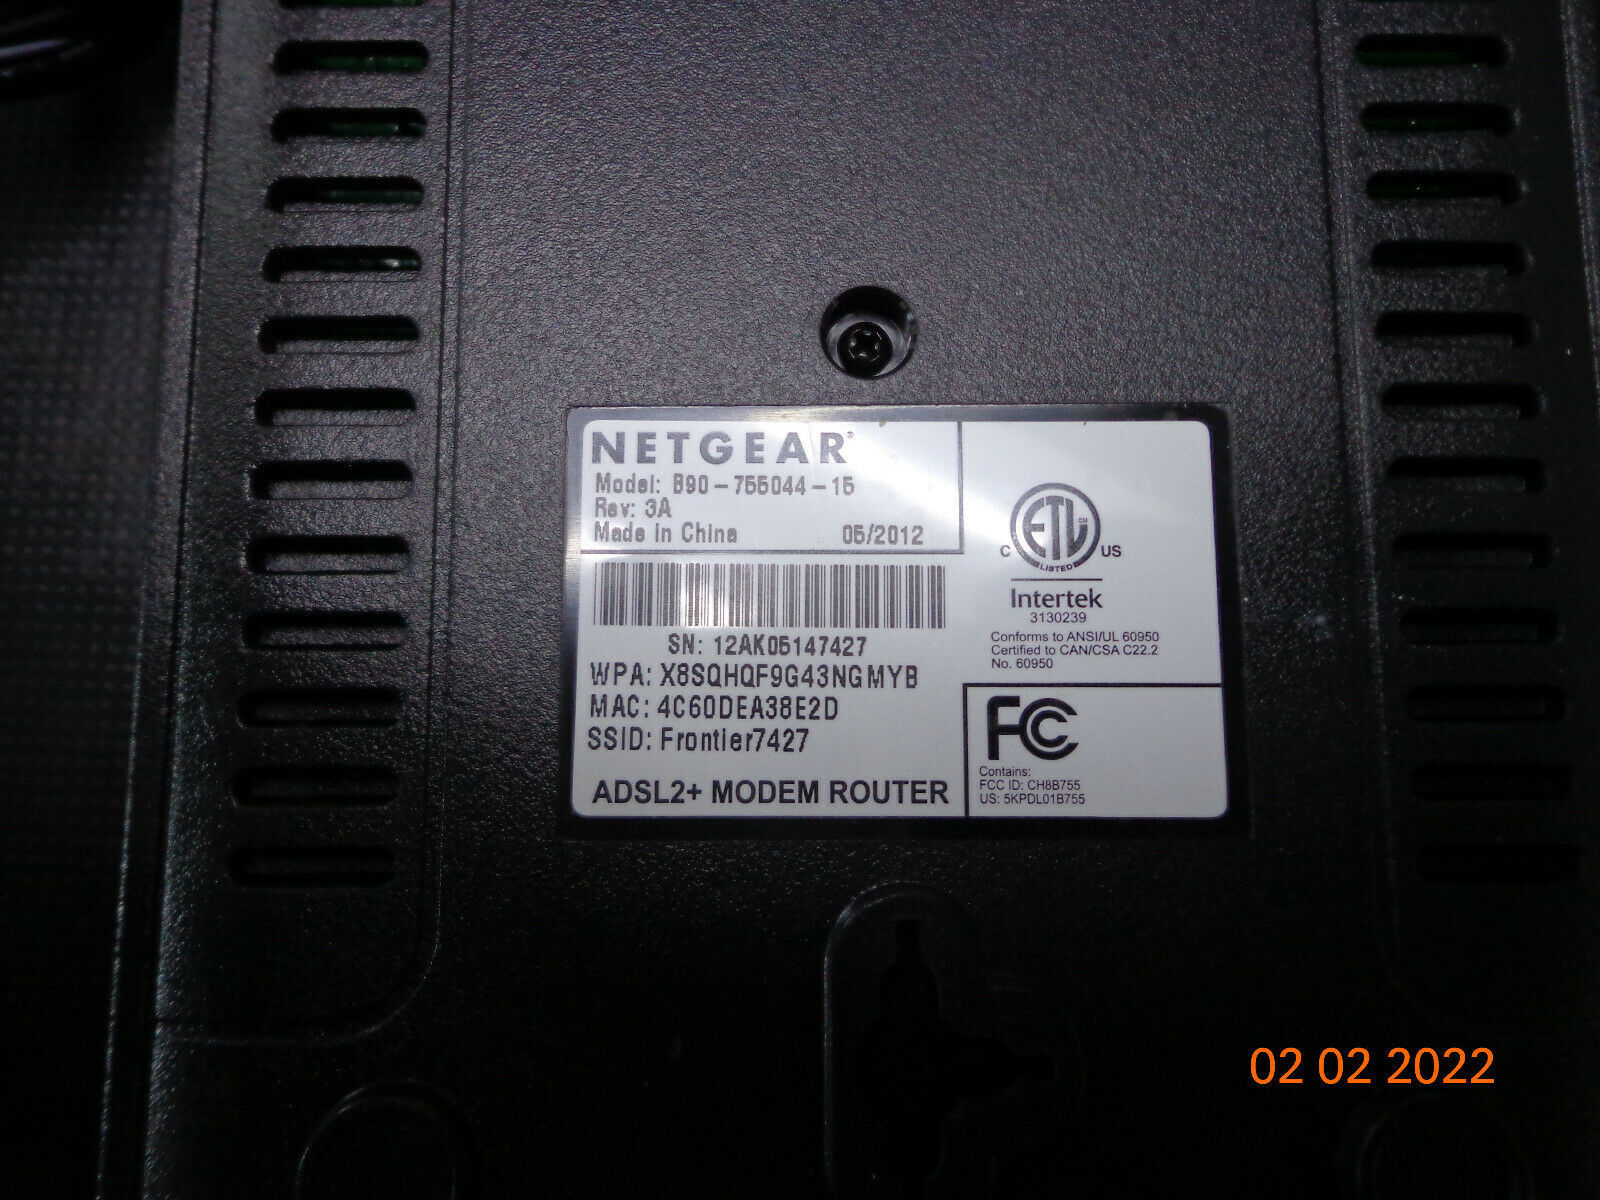 NETGEAR®
Model: B90-755044-15
Rev: 3A
Made in China 05/2012
SN: 12AK05147427
WPA: X8SQHQF9G43NGMYB
MAC: 4C60DEA38E2D
SSID: Frontier7427
ADSL2+ MODEM ROUTER
ETL CM
C US
LISTED
Intertek
3130239
Conforms to ANSI/UL 60950
Certified to CAN/CSA C22.2
No. 60950
FC
Contains:
FCC ID: CH8B755
US: 5KPDL01B755
02 02 2022